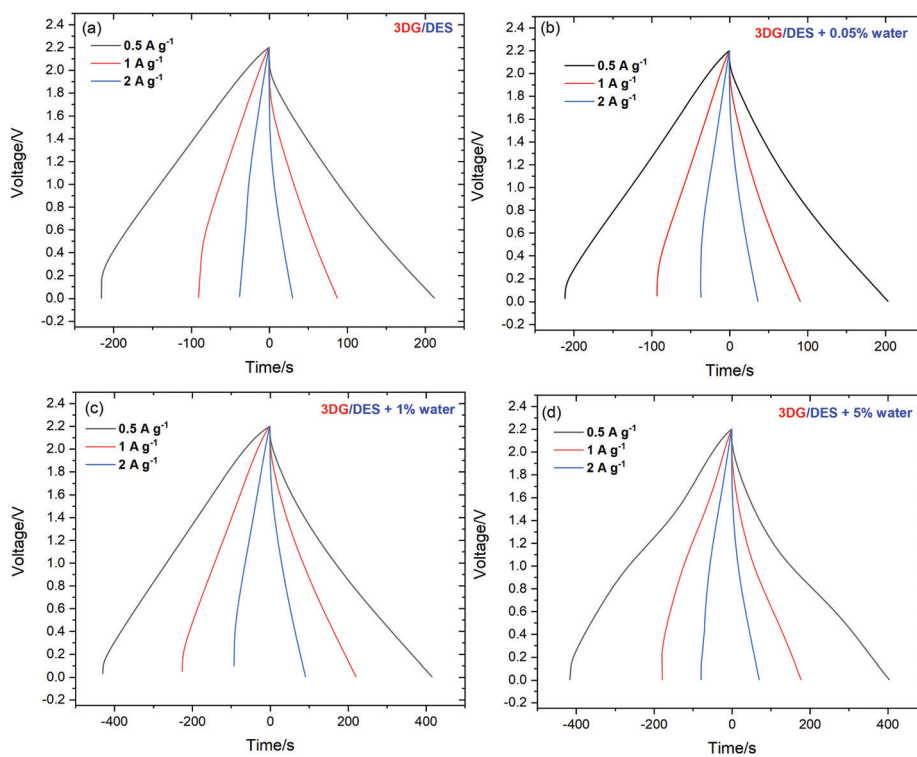 (a)
3DG/DES
0.5 A g⁻¹
1 A g⁻¹
2 A g⁻¹
2.4
2.2
2.0
1.8
1.6
1.4
1.2
1.0
0.8
0.6
0.4
0.2
0.0
-0.2
Voltage/V
-200
-100
0
100
200
Time/s
(b)
3DG/DES + 0.05% water
0.5 A g⁻¹
1 A g⁻¹
2 A g⁻¹
2.4
2.2
2.0
1.8
1.6
1.4
1.2
1.0
0.8
0.6
0.4
0.2
0.0
-0.2
Voltage/V
-200
-100
0
100
200
Time/s
(c)
3DG/DES + 1% water
0.5 A g⁻¹
1 A g⁻¹
2 A g⁻¹
2.4
2.2
2.0
1.8
1.6
1.4
1.2
1.0
0.8
0.6
0.4
0.2
0.0
-0.2
Voltage/V
-400
-200
0
200
400
Time/s
(d)
3DG/DES + 5% water
0.5 A g⁻¹
1 A g⁻¹
2 A g⁻¹
2.4
2.2
2.0
1.8
1.6
1.4
1.2
1.0
0.8
0.6
0.4
0.2
0.0
-0.2
Voltage/V
-400
-200
0
200
400
Time/s